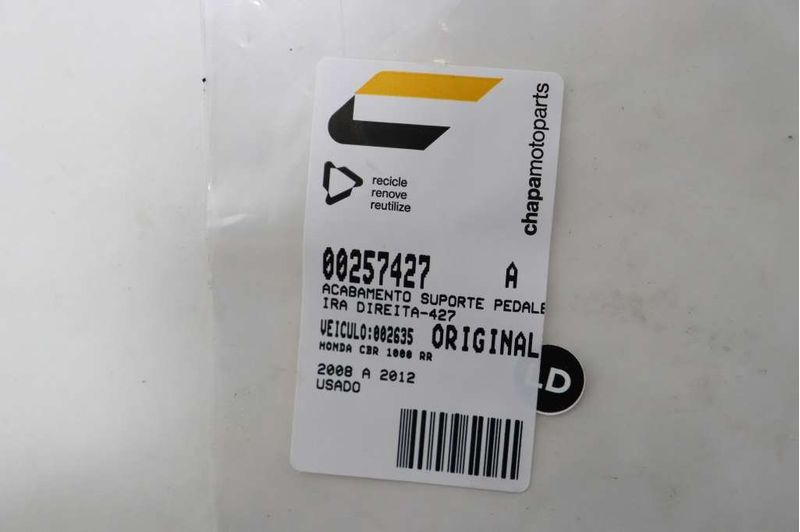 chapamotoparts
recicle
renove
reutilize
00257427 A
ACABAMENTO SUPORTE PEDALE
IRA DIREITA-427
VEICULO:002635 ORIGINAL
HONDA CBR 1000 RR
2008 A 2012
USADO
LD